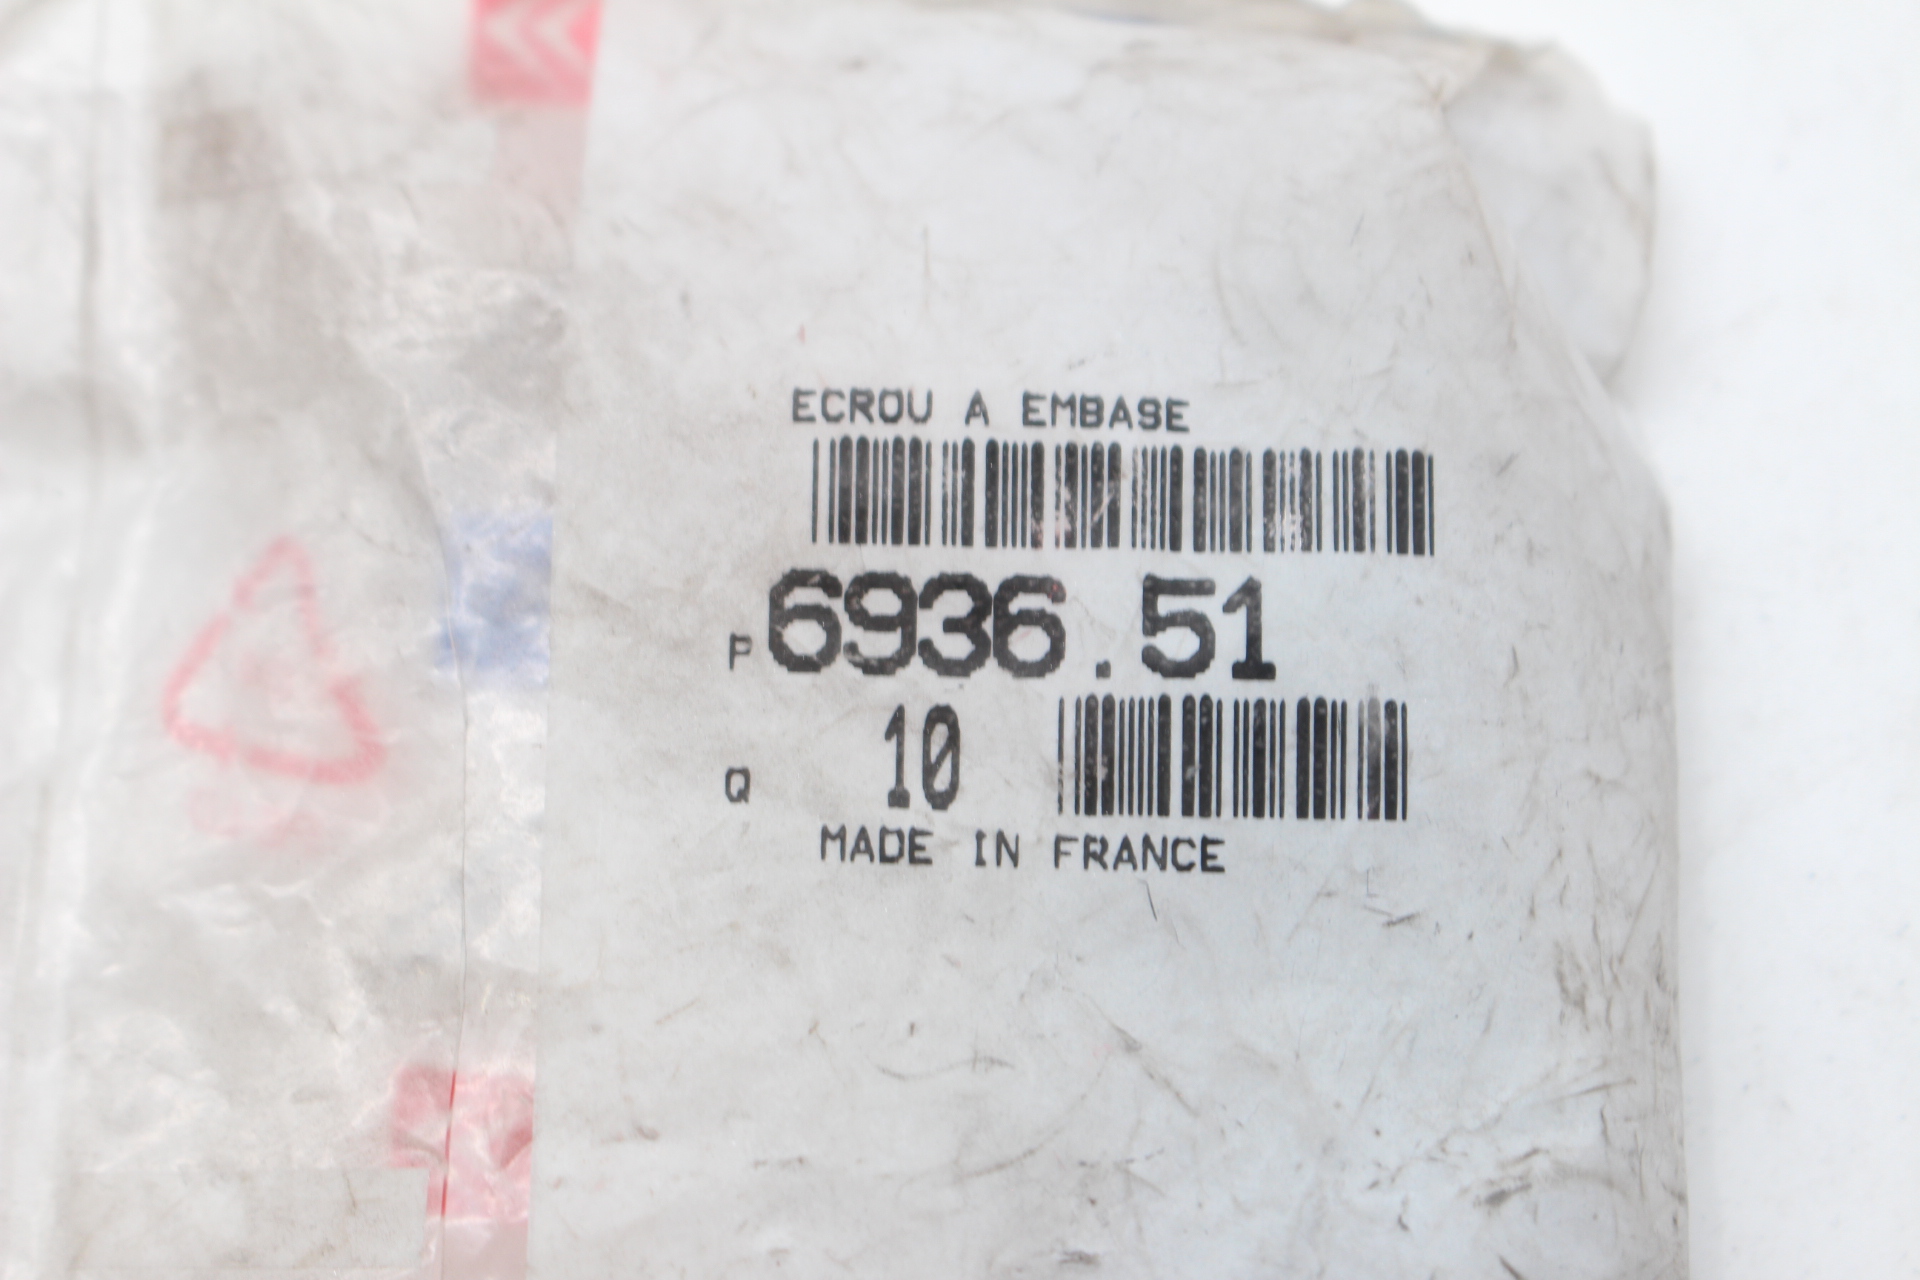 ECROU A EMBASE
P 6936.51
Q 10
MADE IN FRANCE